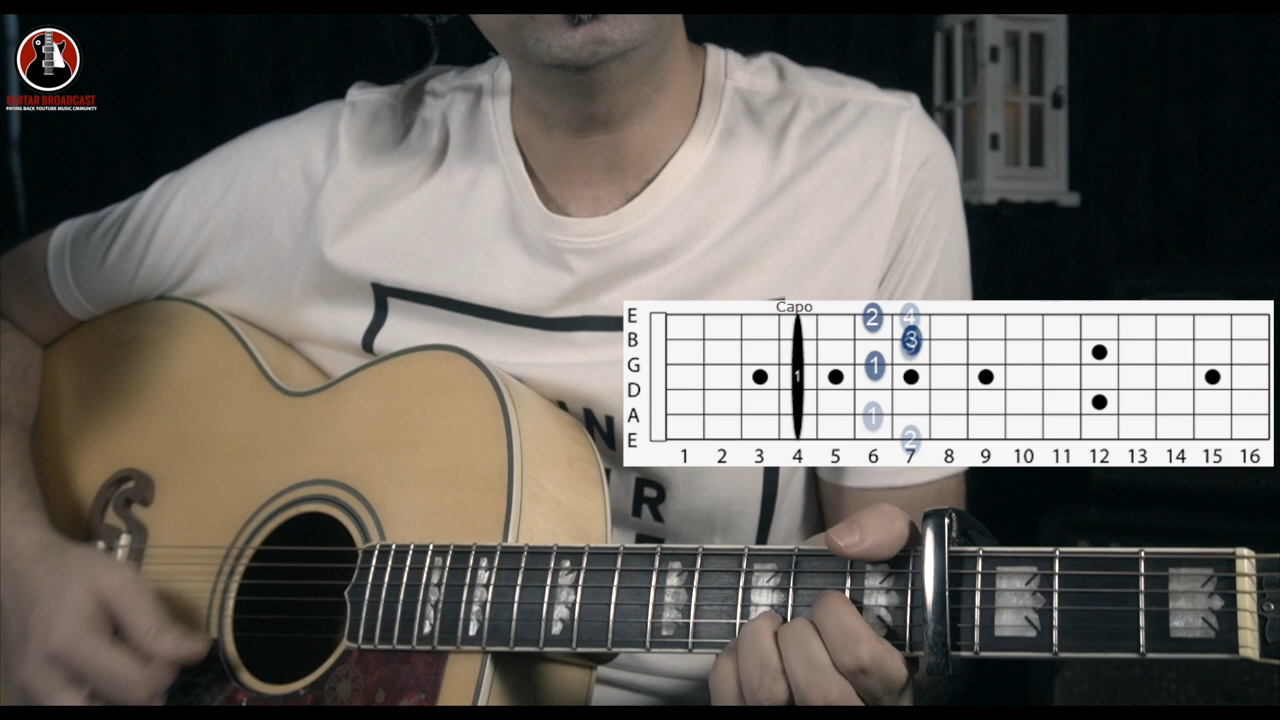 GUITAR BROADCAST
PAYING BACK YOUTUBE MUSIC CMMUNITY
Capo
E 2 4
B 3
G 1
D 1
A 1
E 2
1 2 3 4 5 6 7 8 9 10 11 12 13 14 15 16
N
R